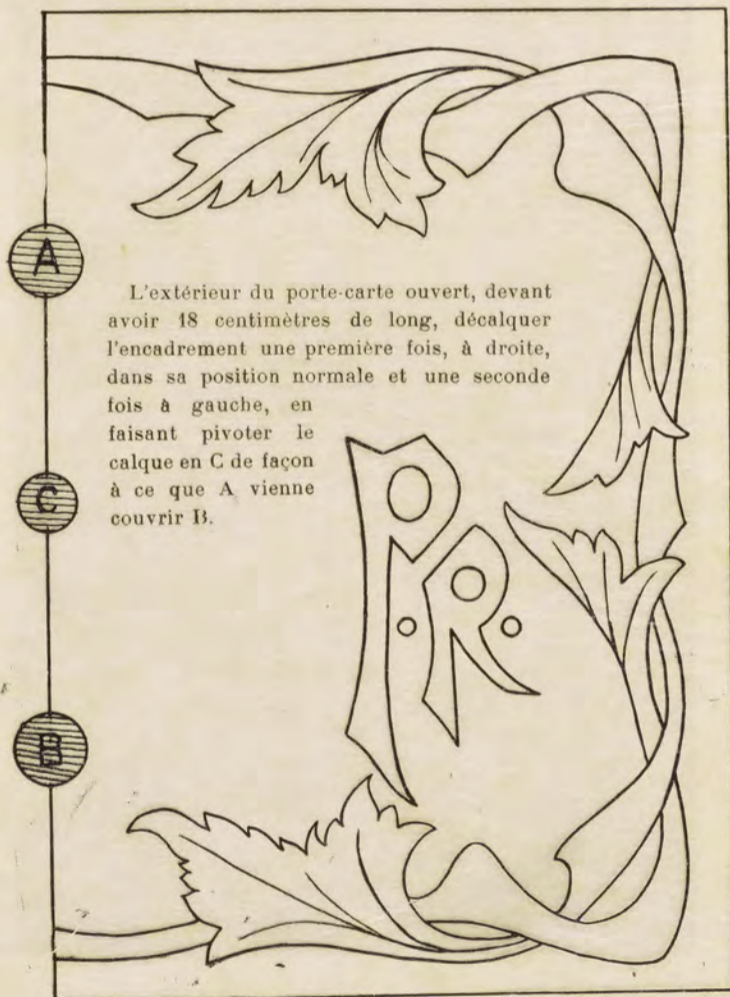 A
L'extérieur du porte-carte ouvert, devant
avoir 18 centimètres de long, décalquer
l'encadrement une première fois, à droite,
dans sa position normale et une seconde
fois à gauche, en
faisant pivoter le
calque en C de façon
à ce que A vienne
couvrir B.
C
P.R.
B